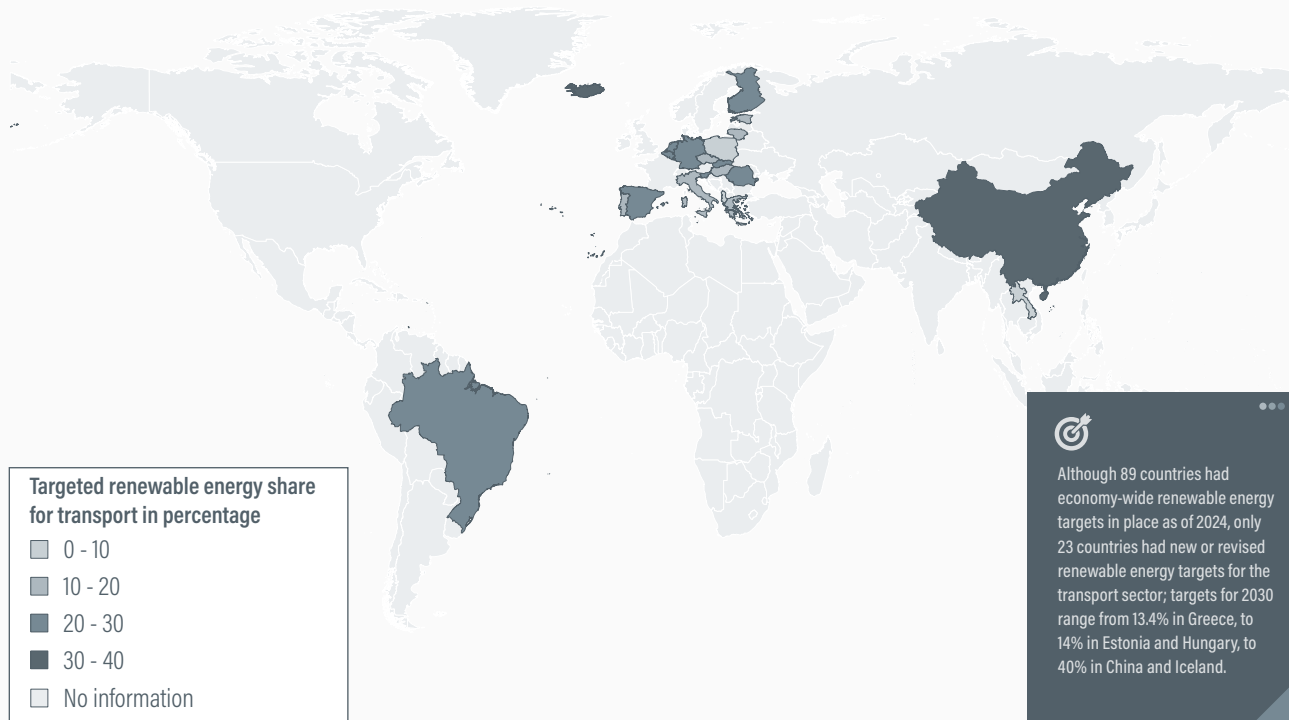 Targeted renewable energy share
for transport in percentage
0 - 10
10 - 20
20 - 30
30 - 40
No information
Although 89 countries had
economy-wide renewable energy
targets in place as of 2024, only
23 countries had new or revised
renewable energy targets for the
transport sector; targets for 2030
range from 13.4% in Greece, to
14% in Estonia and Hungary, to
40% in China and Iceland.